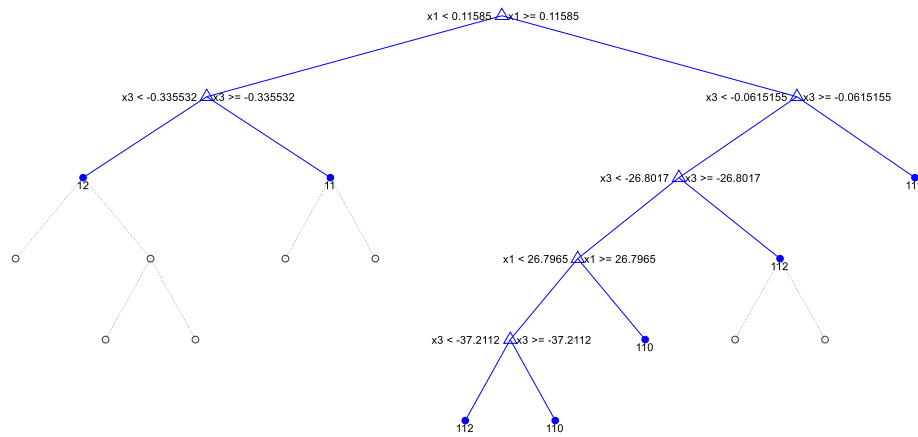 x1 < 0.11585 x1 >= 0.11585
x3 < -0.335532 x3 >= -0.335532
x3 < -0.0615155 x3 >= -0.0615155
12
11
x3 < -26.8017 x3 >= -26.8017
x1 < 26.7965 x1 >= 26.7965
112
x3 < -37.2112 x3 >= -37.2112
110
112
110